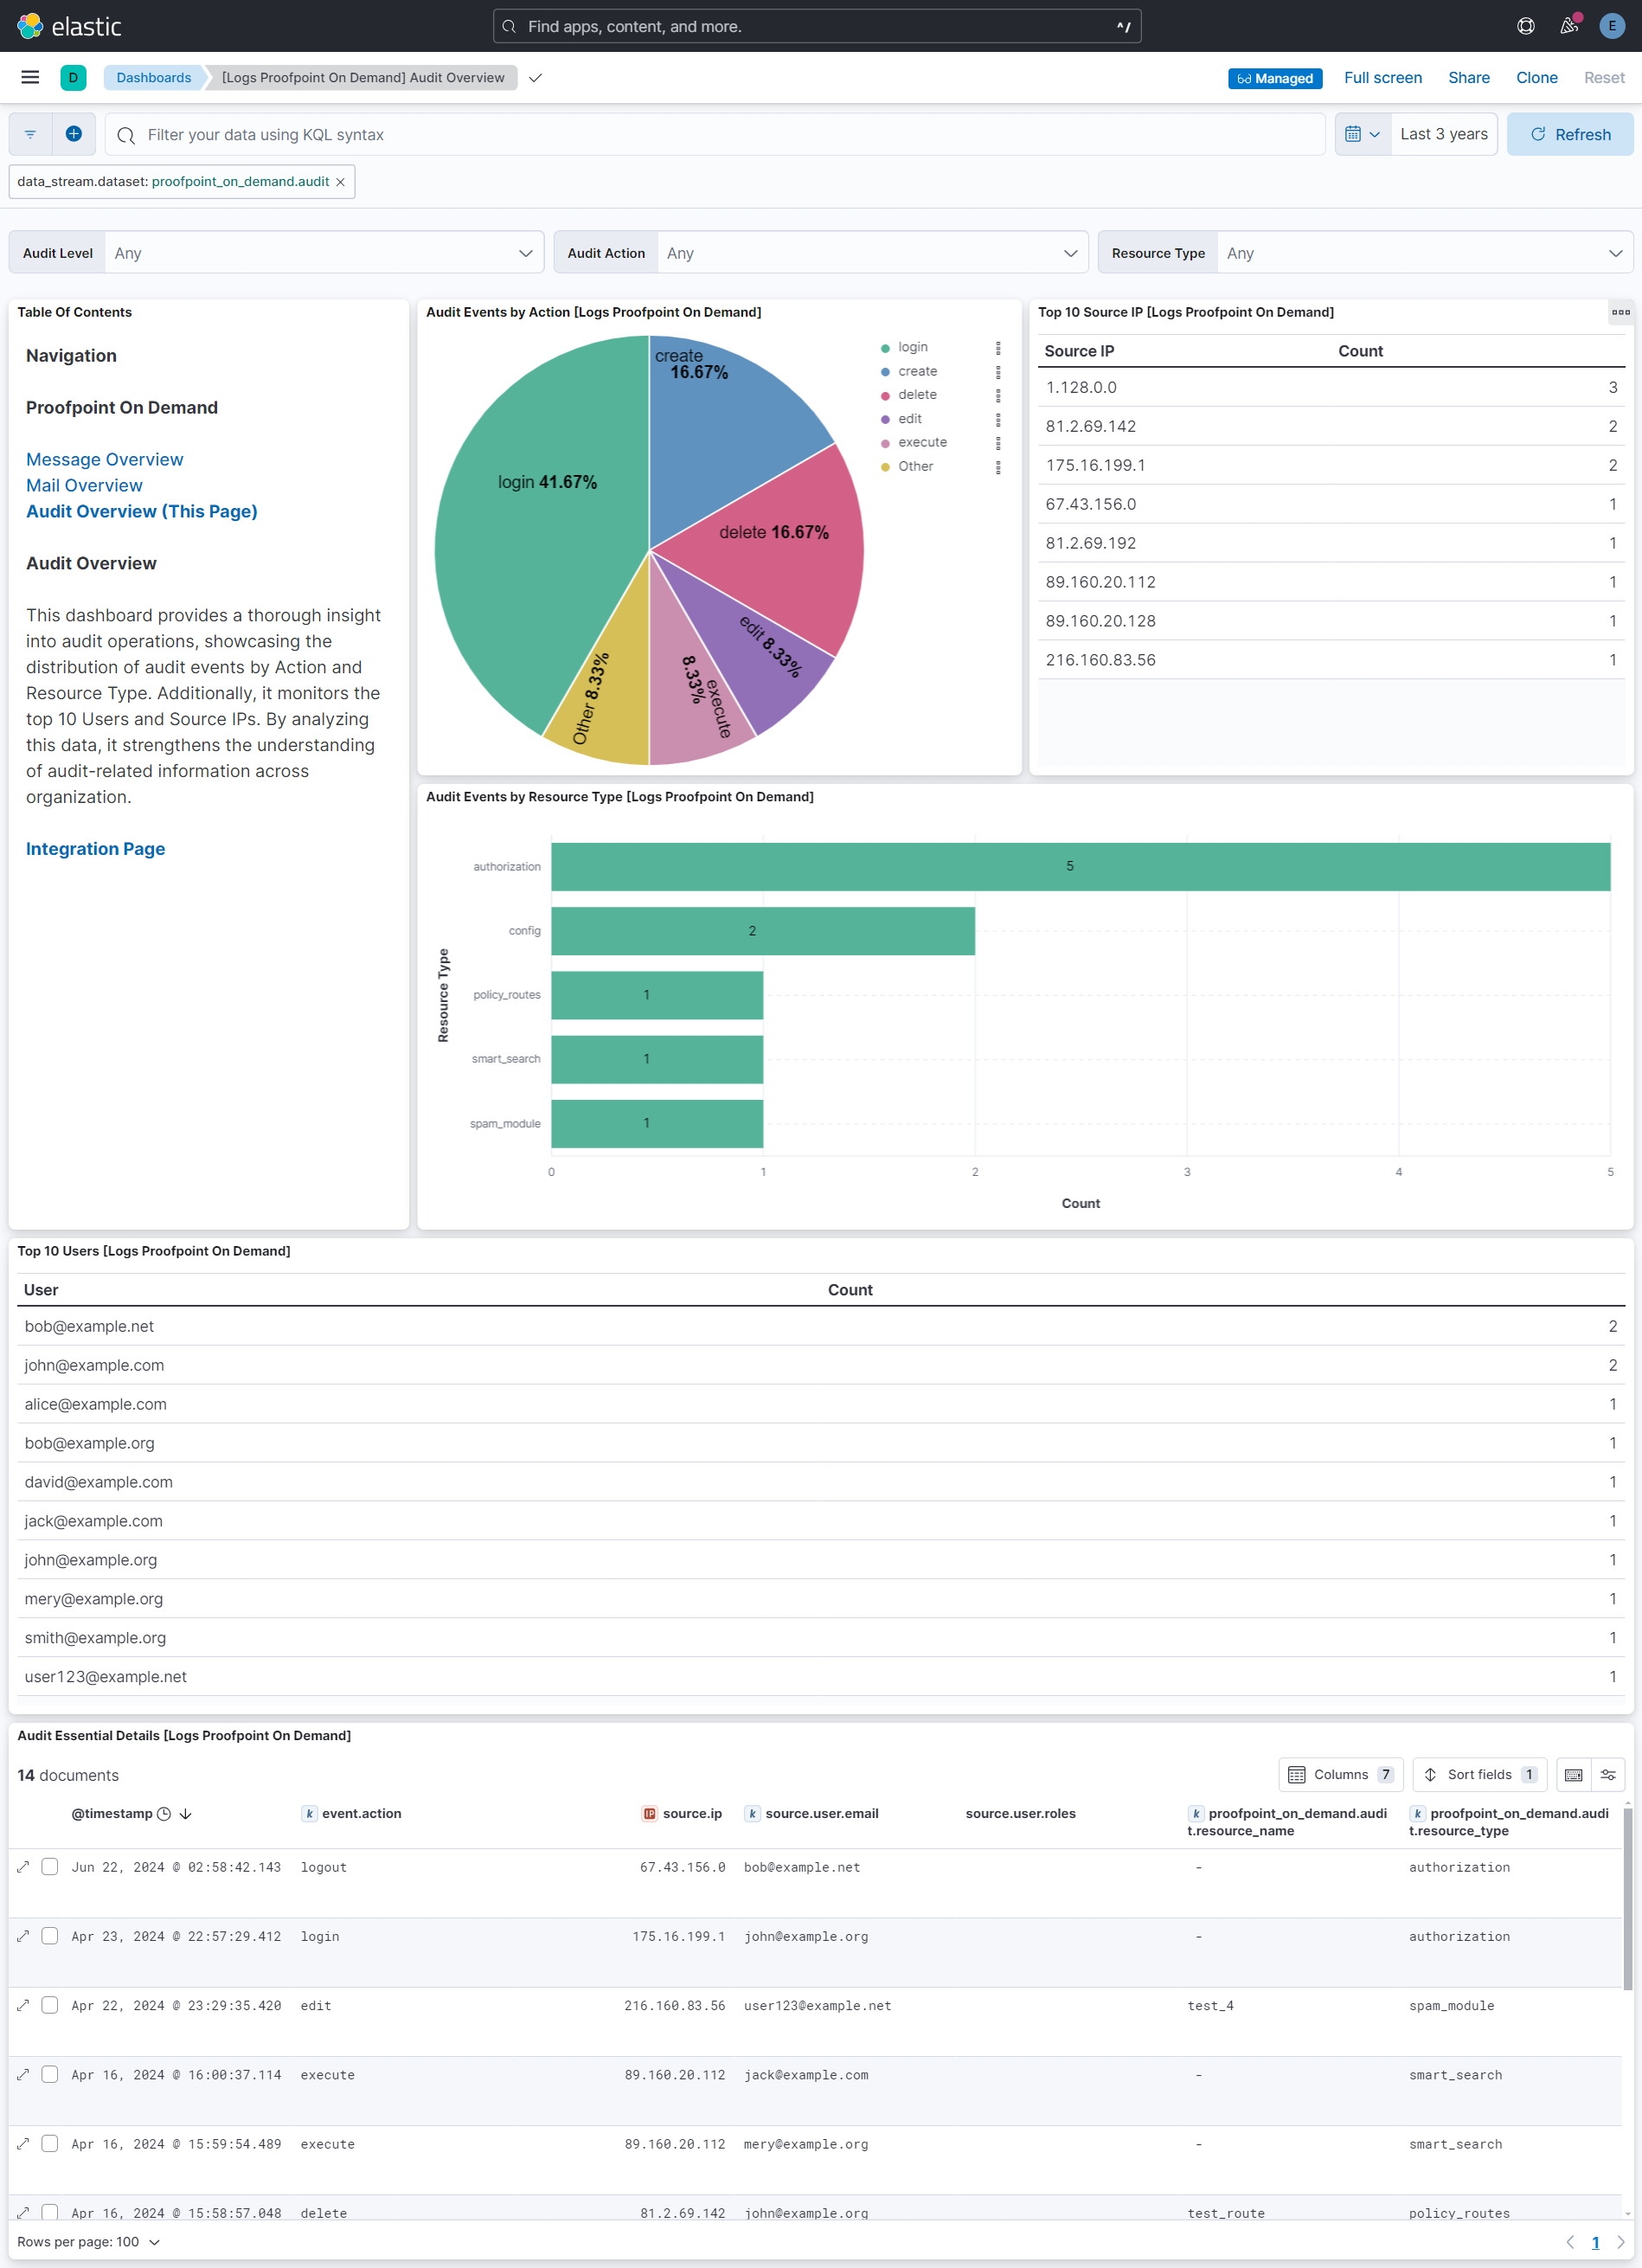 elastic
Find apps, content, and more.
^/
E
D
Dashboards
[Logs Proofpoint On Demand] Audit Overview
Managed
Full screen
Share
Clone
Reset
Filter your data using KQL syntax
Last 3 years
Refresh
data_stream.dataset: proofpoint_on_demand.audit
Audit Level Any
Audit Action Any
Resource Type Any
Table Of Contents
Navigation
Proofpoint On Demand
Message Overview
Mail Overview
Audit Overview (This Page)
Audit Overview
This dashboard provides a thorough insight
into audit operations, showcasing the
distribution of audit events by Action and
Resource Type. Additionally, it monitors the
top 10 Users and Source IPs. By analyzing
this data, it strengthens the understanding
of audit-related information across
organization.
Integration Page
Audit Events by Action [Logs Proofpoint On Demand]
create
16.67%
login 41.67%
delete 16.67%
edit 8.33%
execute
8.33%
Other 8.33%
login
create
delete
edit
execute
Other
Top 10 Source IP [Logs Proofpoint On Demand]
Source IP Count
1.128.0.0 3
81.2.69.142 2
175.16.199.1 2
67.43.156.0 1
81.2.69.192 1
89.160.20.112 1
89.160.20.128 1
216.160.83.56 1
Audit Events by Resource Type [Logs Proofpoint On Demand]
Resource Type
authorization 5
config 2
policy_routes 1
smart_search 1
spam_module 1
0 1 2 3 4 5
Count
Top 10 Users [Logs Proofpoint On Demand]
User Count
bob@example.net 2
john@example.com 2
alice@example.com 1
bob@example.org 1
david@example.com 1
jack@example.com 1
john@example.org 1
mery@example.org 1
smith@example.org 1
user123@example.net 1
Audit Essential Details [Logs Proofpoint On Demand]
14 documents
Columns 7
Sort fields 1
@timestamp k event.action IP source.ip k source.user.email source.user.roles k proofpoint_on_demand.audi k proofpoint_on_demand.audi
t.resource_name t.resource_type
Jun 22, 2024 @ 02:58:42.143 logout 67.43.156.0 bob@example.net - authorization
Apr 23, 2024 @ 22:57:29.412 login 175.16.199.1 john@example.org - authorization
Apr 22, 2024 @ 23:29:35.420 edit 216.160.83.56 user123@example.net test_4 spam_module
Apr 16, 2024 @ 16:00:37.114 execute 89.160.20.112 jack@example.com - smart_search
Apr 16, 2024 @ 15:59:54.489 execute 89.160.20.112 mery@example.org - smart_search
Apr 16, 2024 @ 15:58:57.048 delete 81.2.69.142 john@example.org test_route policy_routes
Rows per page: 100
1